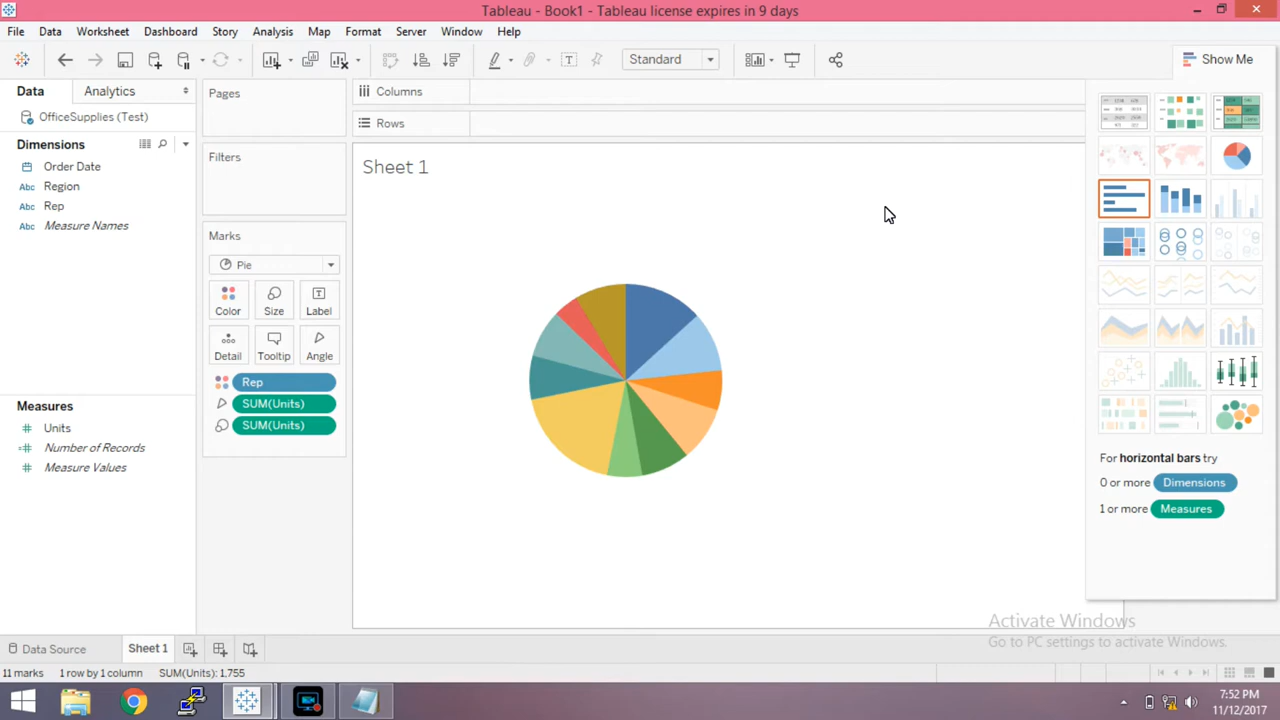 Tableau - Book1 - Tableau license expires in 9 days
File Data Worksheet Dashboard Story Analysis Map Format Server Window Help
Standard
Show Me
Data Analytics
OfficeSupplies (Test)
Dimensions
Order Date
Abc Region
Abc Rep
Abc Measure Names
Measures
Units
Number of Records
Measure Values
Pages
Filters
Marks
Pie
Color Size Label
Detail Tooltip Angle
Rep
SUM(Units)
SUM(Units)
Columns
Rows
Sheet 1
For horizontal bars try
0 or more Dimensions
1 or more Measures
Activate Windows
Go to PC settings to activate Windows.
Data Source Sheet 1
11 marks 1 row by 1 column SUM(Units): 1,755
7:52 PM
11/12/2017